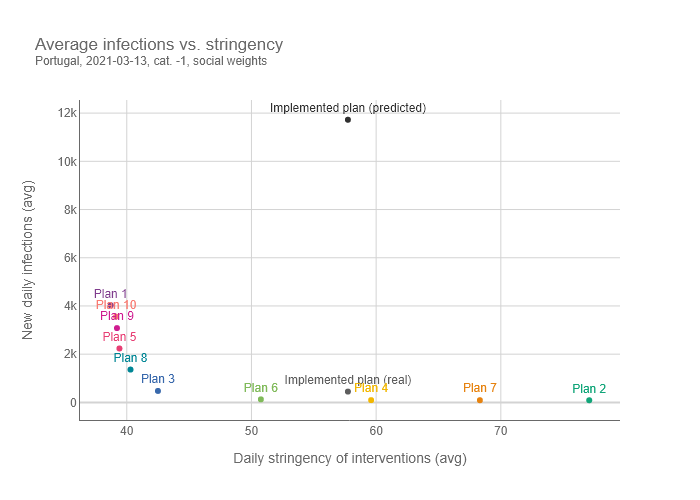 Average infections vs. stringency
Portugal, 2021-03-13, cat. -1, social weights
Implemented plan (predicted)
12k
10k
8k
6k
4k
2k
0
New daily infections (avg)
Plan 1
Plan 10
Plan 9
Plan 5
Plan 8
Plan 3
Implemented plan (real)
Plan 6
Plan 4
Plan 7
Plan 2
40
50
60
70
Daily stringency of interventions (avg)